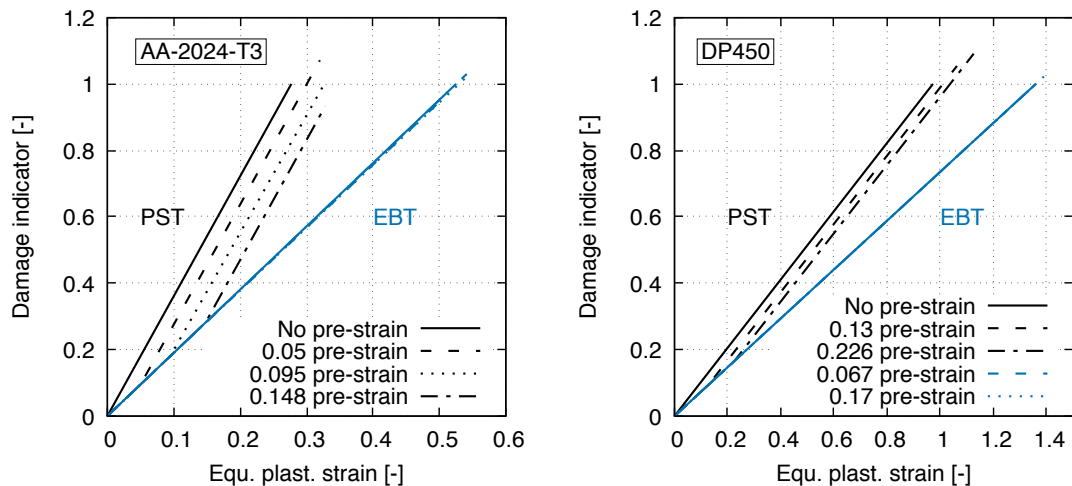 AA-2024-T3
Damage indicator [-]
1.2
1
0.8
0.6
0.4
0.2
0
PST
EBT
No pre-strain
0.05 pre-strain
0.095 pre-strain
0.148 pre-strain
0 0.1 0.2 0.3 0.4 0.5 0.6
Equ. plast. strain [-]
DP450
Damage indicator [-]
1.2
1
0.8
0.6
0.4
0.2
0
PST
EBT
No pre-strain
0.13 pre-strain
0.226 pre-strain
0.067 pre-strain
0.17 pre-strain
0 0.2 0.4 0.6 0.8 1 1.2 1.4
Equ. plast. strain [-]